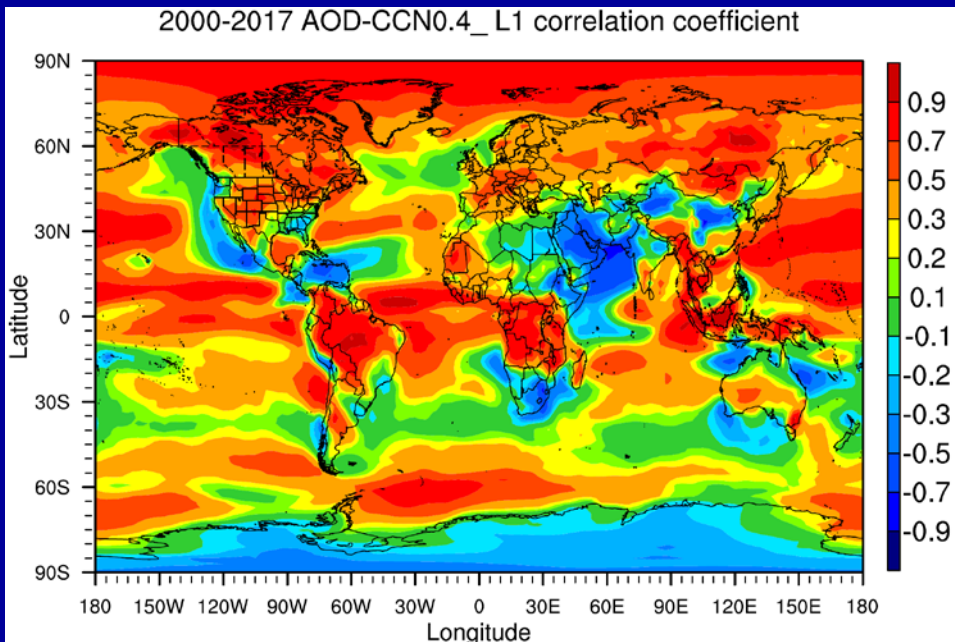 2000-2017 AOD-CCN0.4_ L1 correlation coefficient
90N
60N
30N
0
30S
60S
90S
Latitude
180 150W 120W 90W 60W 30W 0 30E 60E 90E 120E 150E 180
Longitude
0.9
0.7
0.5
0.3
0.2
0.1
-0.1
-0.2
-0.3
-0.5
-0.7
-0.9